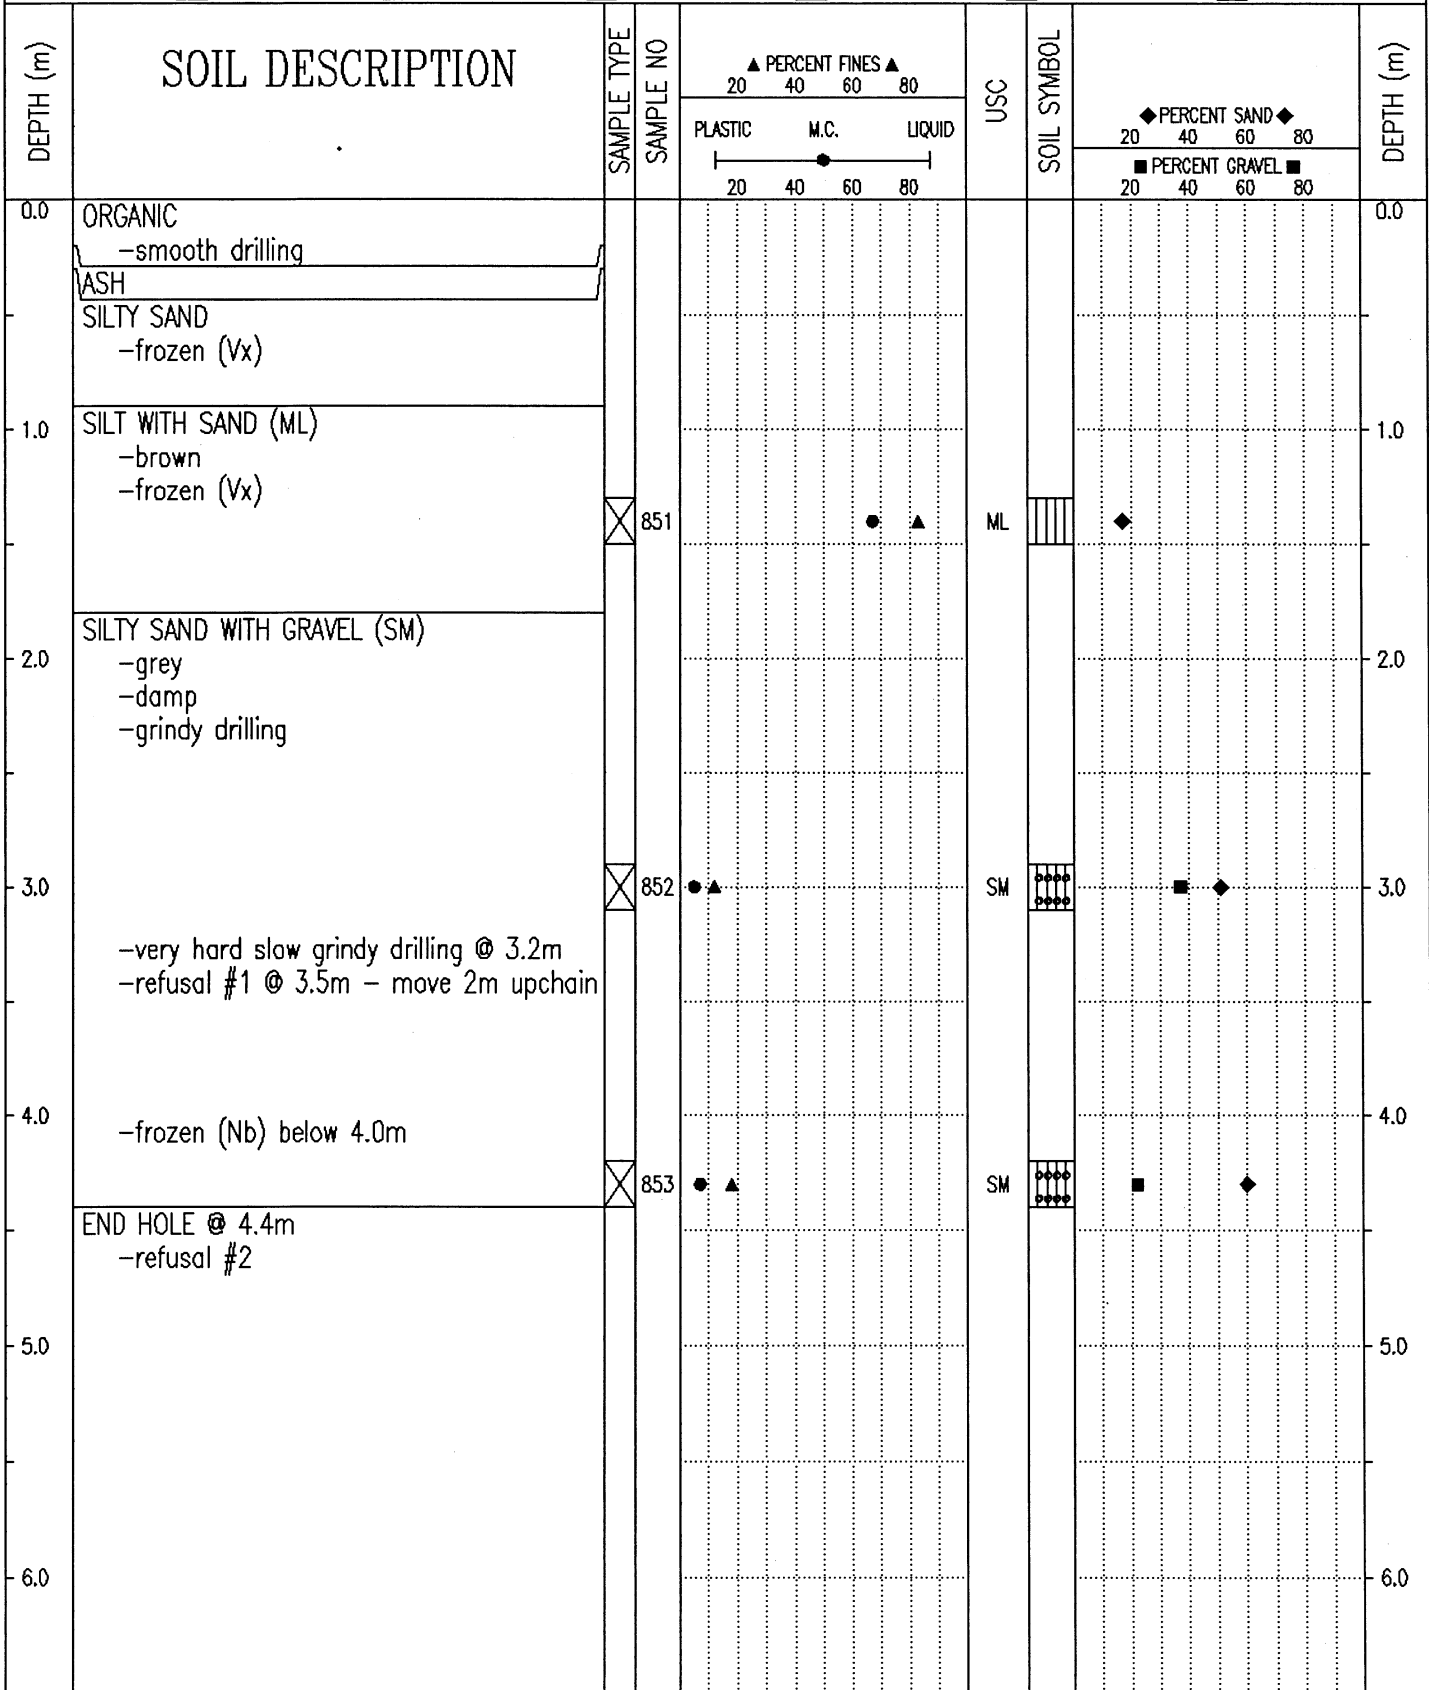 DEPTH (m)
SOIL DESCRIPTION
SAMPLE TYPE
SAMPLE NO
▲ PERCENT FINES ▲
20 40 60 80
PLASTIC M.C. LIQUID
20 40 60 80
USC
SOIL SYMBOL
◆PERCENT SAND◆
20 40 60 80
■ PERCENT GRAVEL■
20 40 60 80
DEPTH (m)
0.0 ORGANIC 0.0
-smooth drilling
ASH
SILTY SAND
-frozen (Vx)
1.0 SILT WITH SAND (ML) 1.0
-brown
-frozen (Vx)
851 ML
SILTY SAND WITH GRAVEL (SM)
2.0 -grey 2.0
-damp
-grindy drilling
3.0 852 SM 3.0
-very hard slow grindy drilling @ 3.2m
-refusal #1 @ 3.5m - move 2m upchain
4.0 4.0
-frozen (Nb) below 4.0m
853 SM
END HOLE @ 4.4m
-refusal #2
5.0 5.0
6.0 6.0